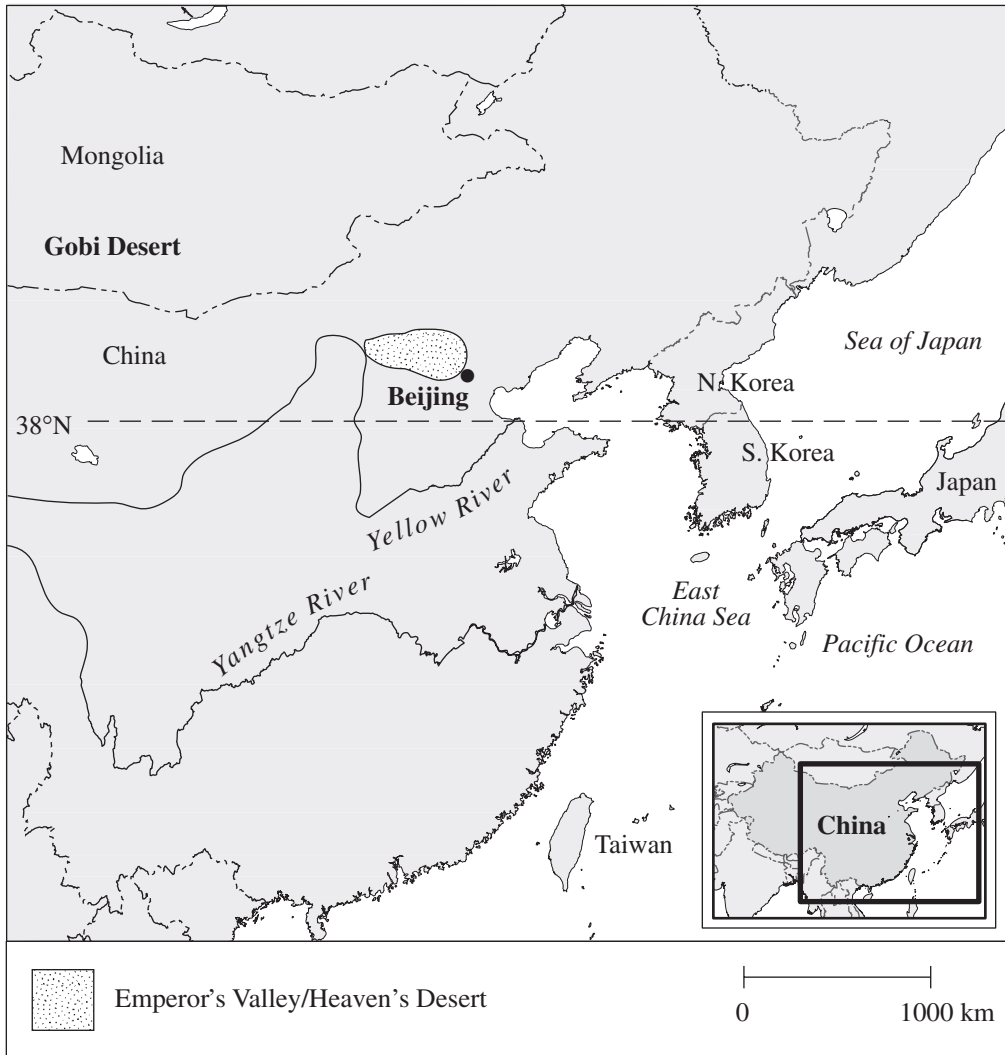 Mongolia
Gobi Desert
China
Beijing
38°N
Sea of Japan
N. Korea
S. Korea
Japan
Yellow River
Yangtze River
East
China Sea
Pacific Ocean
Taiwan
China
Emperor's Valley/Heaven's Desert
0 1000 km